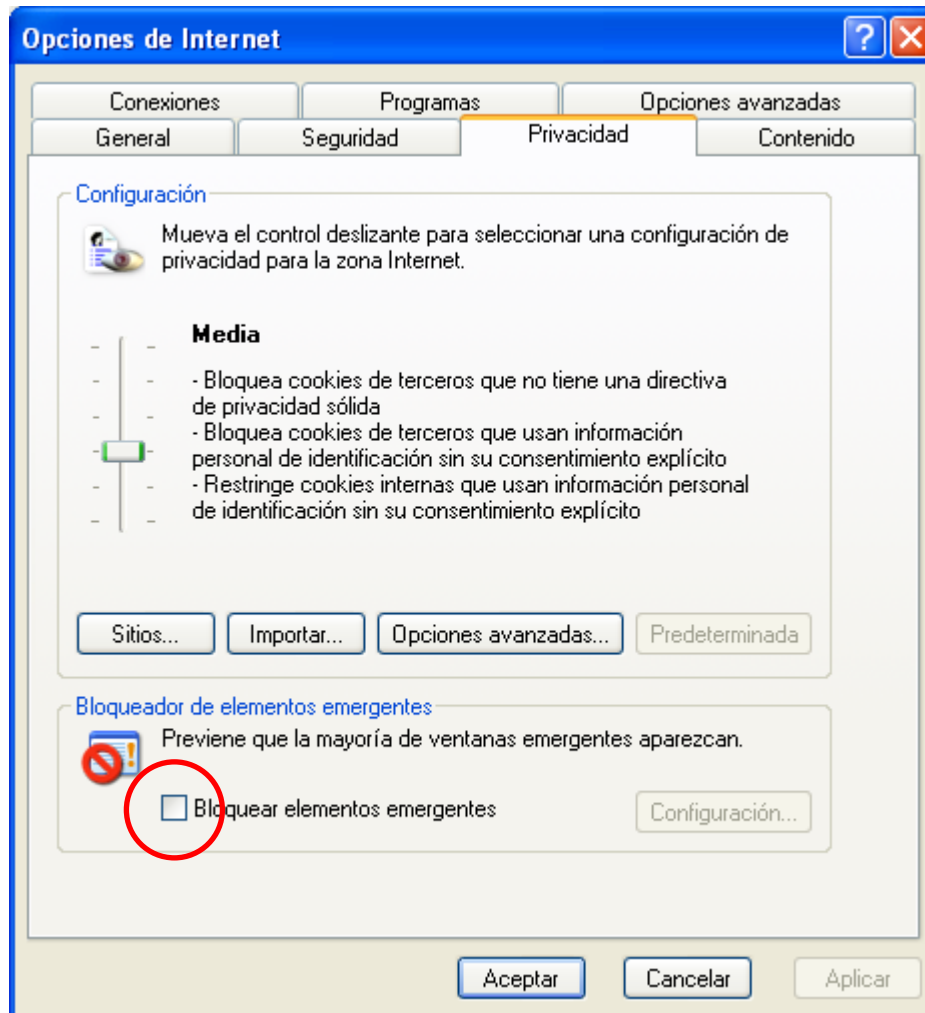 Opciones de Internet
?
Conexiones
Programas
Opciones avanzadas
General
Seguridad
Privacidad
Contenido
Configuración
Mueva el control deslizante para seleccionar una configuración de
privacidad para la zona Internet.
Media
- Bloquea cookies de terceros que no tiene una directiva
de privacidad sólida
- Bloquea cookies de terceros que usan información
personal de identificación sin su consentimiento explícito
- Restringe cookies internas que usan información personal
de identificación sin su consentimiento explícito
Sitios...
Importar...
Opciones avanzadas...
Predeterminada
Bloqueador de elementos emergentes
Previene que la mayoría de ventanas emergentes aparezcan.
Bloquear elementos emergentes
Configuración...
Aceptar
Cancelar
Aplicar